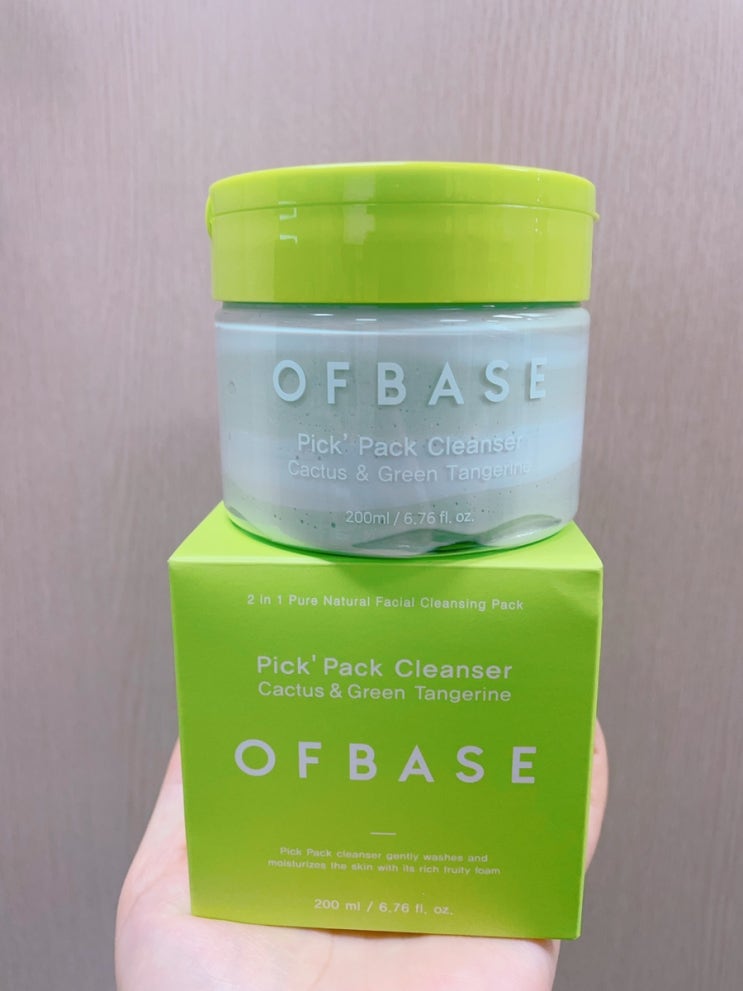 OFBASE
Pick' Pack Cleanser
Cactus & Green Tangerine
200ml / 6.76 fl. oz.
2 in 1 Pure Natural Facial Cleansing Pack
Pick' Pack Cleanser
Cactus & Green Tangerine
OFBASE
Pick Pack cleanser gently washes and
moisturizes the skin with its rich fruity foam
200 ml / 6.76 fl. oz.